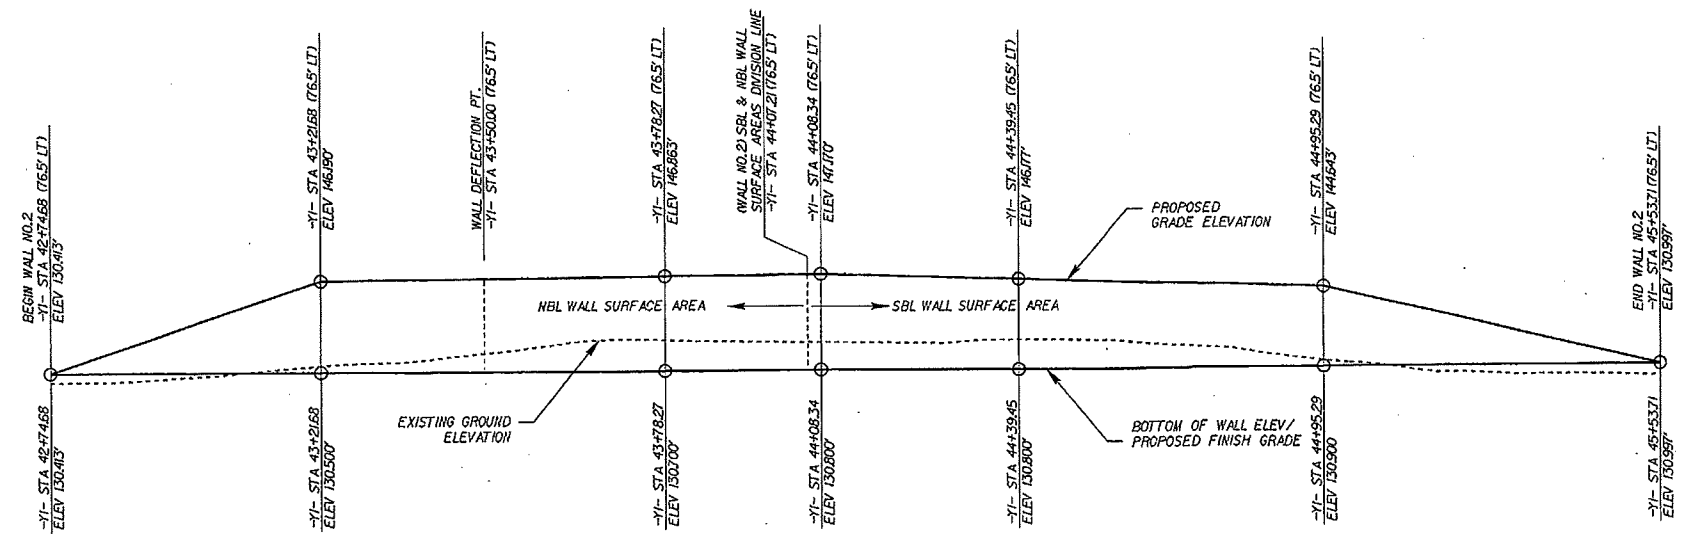 BEGIN WALL NO.2
-Y1- STA 42+74.68 (76.5' LT)
ELEV 130.413'
-Y1- STA 43+21.68 (76.5' LT)
ELEV 146.190'
WALL DEFLECTION PT.
-Y1- STA 43+50.00 (76.5' LT)
-Y1- STA 43+78.27 (76.5' LT)
ELEV 146.863'
(WALL NO.2) SBL & NBL WALL
SURFACE AREAS DIVISION LINE
-Y1- STA 44+07.21 (76.5' LT)
-Y1- STA 44+08.34 (76.5' LT)
ELEV 147.170'
-Y1- STA 44+39.45 (76.5' LT)
ELEV 146.177'
-Y1- STA 44+95.29 (76.5' LT)
ELEV 144.643'
END WALL NO.2
-Y1- STA 45+53.71 (76.5' LT)
ELEV 130.997'
PROPOSED
GRADE ELEVATION
NBL WALL SURFACE AREA
SBL WALL SURFACE AREA
EXISTING GROUND
ELEVATION
BOTTOM OF WALL ELEV/
PROPOSED FINISH GRADE
-Y1- STA 42+74.68
ELEV 130.413'
-Y1- STA 43+21.68
ELEV 130.500'
-Y1- STA 43+78.27
ELEV 130.700'
-Y1- STA 44+08.34
ELEV 130.800'
-Y1- STA 44+39.45
ELEV 130.800'
-Y1- STA 44+95.29
ELEV 130.900
-Y1- STA 45+53.71
ELEV 130.997'